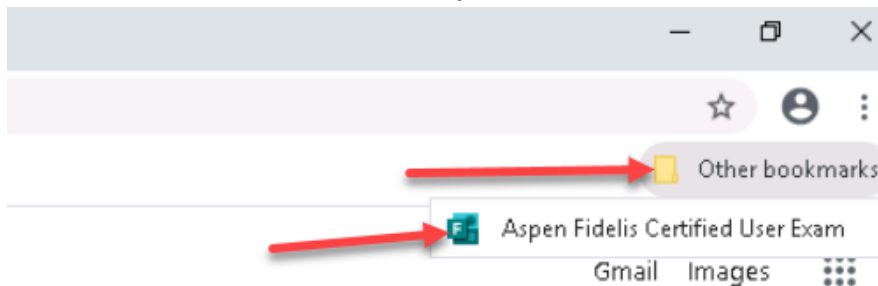 Other bookmarks
F
Aspen Fidelis Certified User Exam
Gmail Images